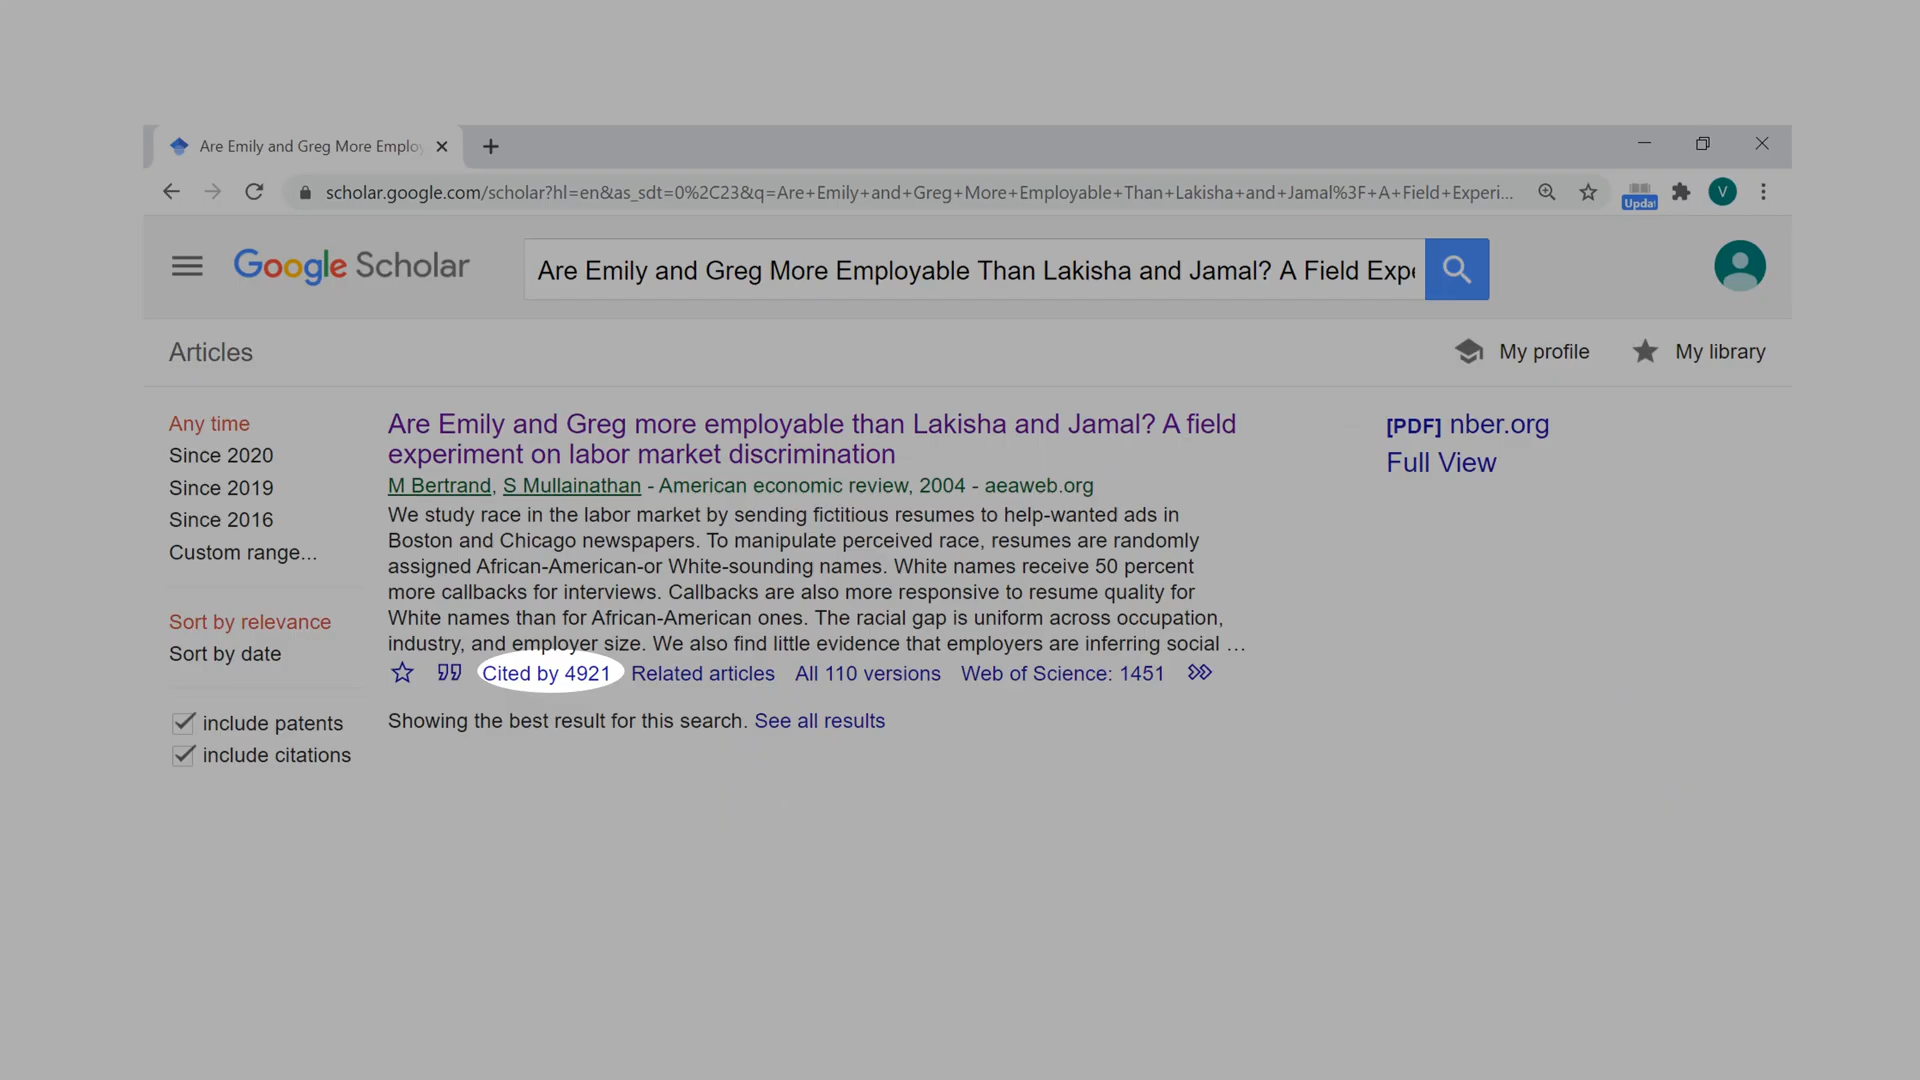 Are Emily and Greg More Emplo
scholar.google.com/scholar?hl=en&as_sdt=0%2C23&q=Are+Emily+and+Greg+More+Employable+Than+Lakisha+and+Jamal%3F+A+Field+Experi...
Updat
V
Google Scholar
Are Emily and Greg More Employable Than Lakisha and Jamal? A Field Expe
Articles
My profile
My library
Any time
Since 2020
Since 2019
Since 2016
Custom range...
Sort by relevance
Sort by date
include patents
include citations
Are Emily and Greg more employable than Lakisha and Jamal? A field
experiment on labor market discrimination
M Bertrand, S Mullainathan - American economic review, 2004 - aeaweb.org
We study race in the labor market by sending fictitious resumes to help-wanted ads in
Boston and Chicago newspapers. To manipulate perceived race, resumes are randomly
assigned African-American-or White-sounding names. White names receive 50 percent
more callbacks for interviews. Callbacks are also more responsive to resume quality for
White names than for African-American ones. The racial gap is uniform across occupation,
industry, and employer size. We also find little evidence that employers are inferring social ...
Cited by 4921 Related articles All 110 versions Web of Science: 1451
Showing the best result for this search. See all results
[PDF] nber.org
Full View